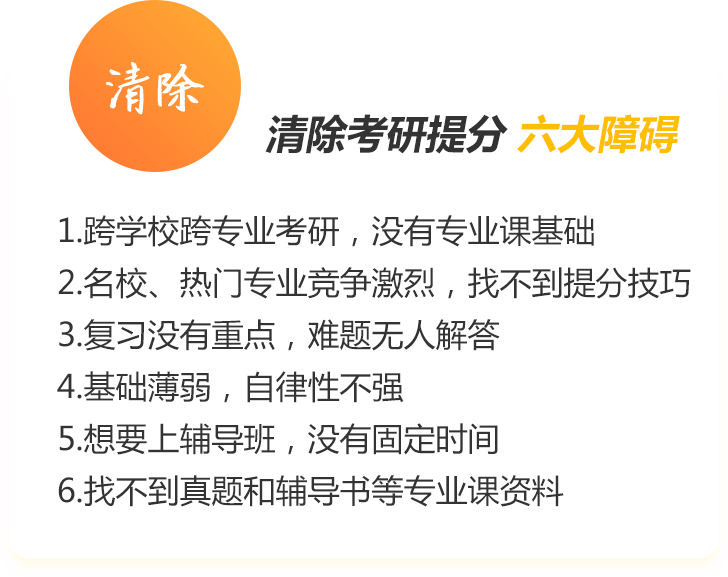 清除
清除考研提分 六大障碍
1.跨学校跨专业考研，没有专业课基础
2.名校、热门专业竞争激烈，找不到提分技巧
3.复习没有重点，难题无人解答
4.基础薄弱，自律性不强
5.想要上辅导班，没有固定时间
6.找不到真题和辅导书等专业课资料